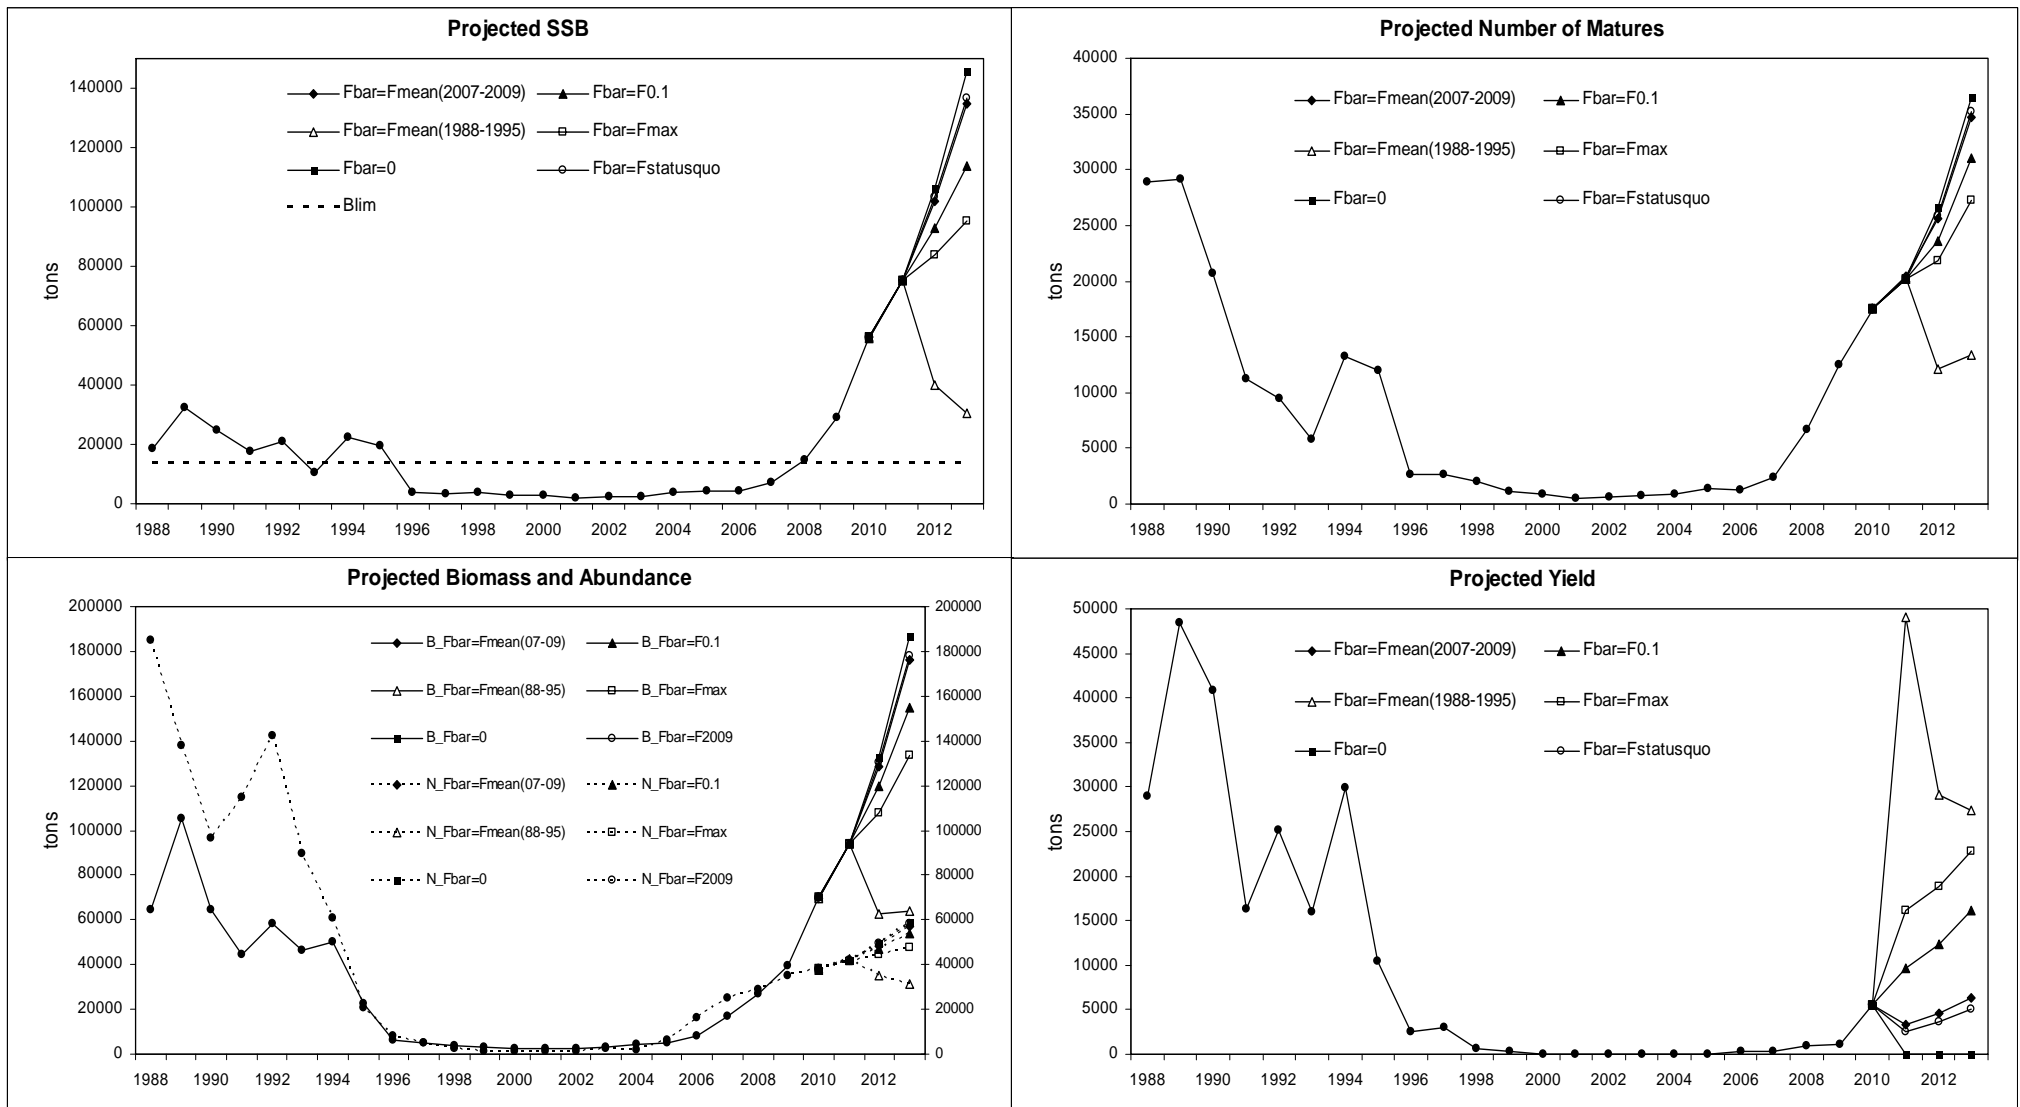 Projected SSB
140000
120000
100000
80000
60000
40000
20000
0
tons
Fbar=Fmean(2007-2009) Fbar=F0.1
Fbar=Fmean(1988-1995) Fbar=Fmax
Fbar=0 Fbar=Fstatusquo
Blim
1988 1990 1992 1994 1996 1998 2000 2002 2004 2006 2008 2010 2012
Projected Number of Matures
40000
35000
30000
25000
20000
15000
10000
5000
0
tons
Fbar=Fmean(2007-2009) Fbar=F0.1
Fbar=Fmean(1988-1995) Fbar=Fmax
Fbar=0 Fbar=Fstatusquo
1988 1990 1992 1994 1996 1998 2000 2002 2004 2006 2008 2010 2012
Projected Biomass and Abundance
200000 200000
180000 180000
160000 160000
140000 140000
120000 120000
100000 100000
80000 80000
60000 60000
40000 40000
20000 20000
0 0
tons
B_Fbar=Fmean(07-09) B_Fbar=F0.1
B_Fbar=Fmean(88-95) B_Fbar=Fmax
B_Fbar=0 B_Fbar=F2009
N_Fbar=Fmean(07-09) N_Fbar=F0.1
N_Fbar=Fmean(88-95) N_Fbar=Fmax
N_Fbar=0 N_Fbar=F2009
1988 1990 1992 1994 1996 1998 2000 2002 2004 2006 2008 2010 2012
Projected Yield
50000
45000
40000
35000
30000
25000
20000
15000
10000
5000
0
tons
Fbar=Fmean(2007-2009) Fbar=F0.1
Fbar=Fmean(1988-1995) Fbar=Fmax
Fbar=0 Fbar=Fstatusquo
1988 1990 1992 1994 1996 1998 2000 2002 2004 2006 2008 2010 2012